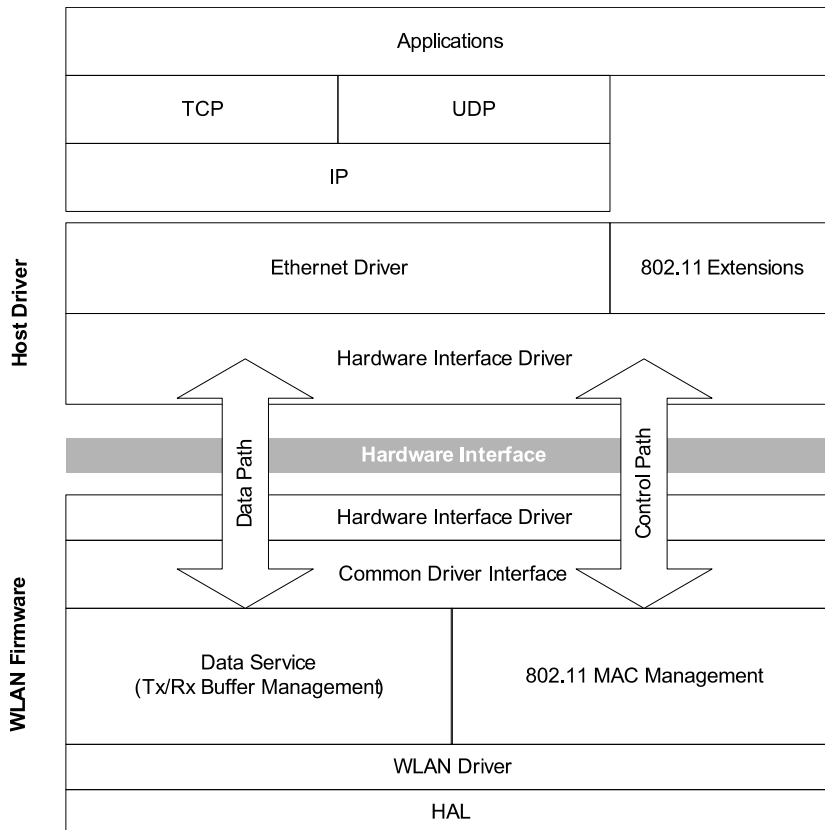 Applications
TCP
UDP
IP
Host Driver
Ethernet Driver
802.11 Extensions
Hardware Interface Driver
Data Path
Control Path
Hardware Interface
WLAN Firmware
Hardware Interface Driver
Common Driver Interface
Data Service
(Tx/Rx Buffer Management)
802.11 MAC Management
WLAN Driver
HAL